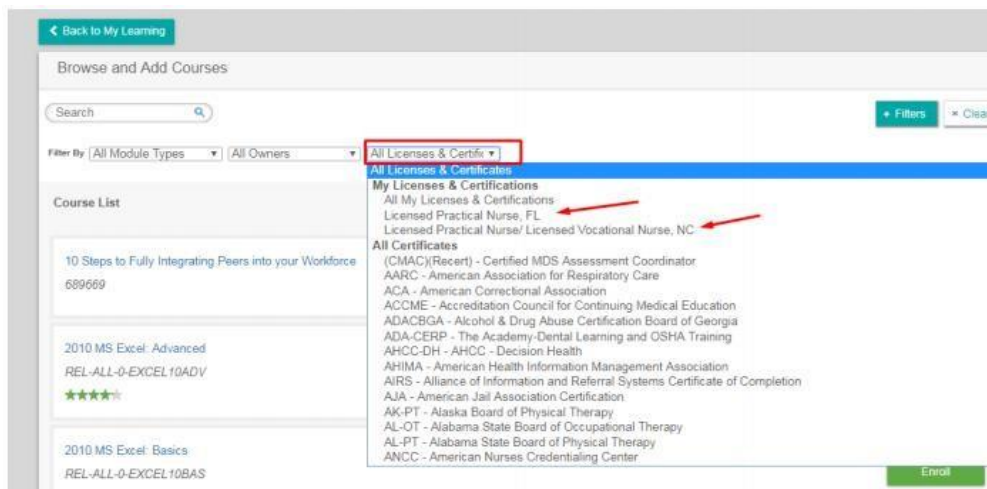 Back to My Learning
Browse and Add Courses
Search
+ Filters
× Clea
Filter By All Module Types All Owners All Licenses & Certific
All Licenses & Certificates
My Licenses & Certifications
All My Licenses & Certifications
Licensed Practical Nurse, FL
Licensed Practical Nurse/ Licensed Vocational Nurse, NC
All Certificates
(CMAC)(Recert) - Certified MDS Assessment Coordinator
AARC - American Association for Respiratory Care
ACA - American Correctional Association
ACCME - Accreditation Council for Continuing Medical Education
ADACBGA - Alcohol & Drug Abuse Certification Board of Georgia
ADA-CERP - The Academy-Dental Learning and OSHA Training
AHCC-DH - AHCC - Decision Health
AHIMA - American Health Information Management Association
AIRS - Alliance of Information and Referral Systems Certificate of Completion
AJA - American Jail Association Certification
AK-PT - Alaska Board of Physical Therapy
AL-OT - Alabama State Board of Occupational Therapy
AL-PT - Alabama State Board of Physical Therapy
ANCC - American Nurses Credentialing Center
Course List
10 Steps to Fully Integrating Peers into your Workforce
689669
2010 MS Excel: Advanced
REL-ALL-0-EXCEL10ADV
2010 MS Excel: Basics
REL-ALL-0-EXCEL10BAS
Enroll